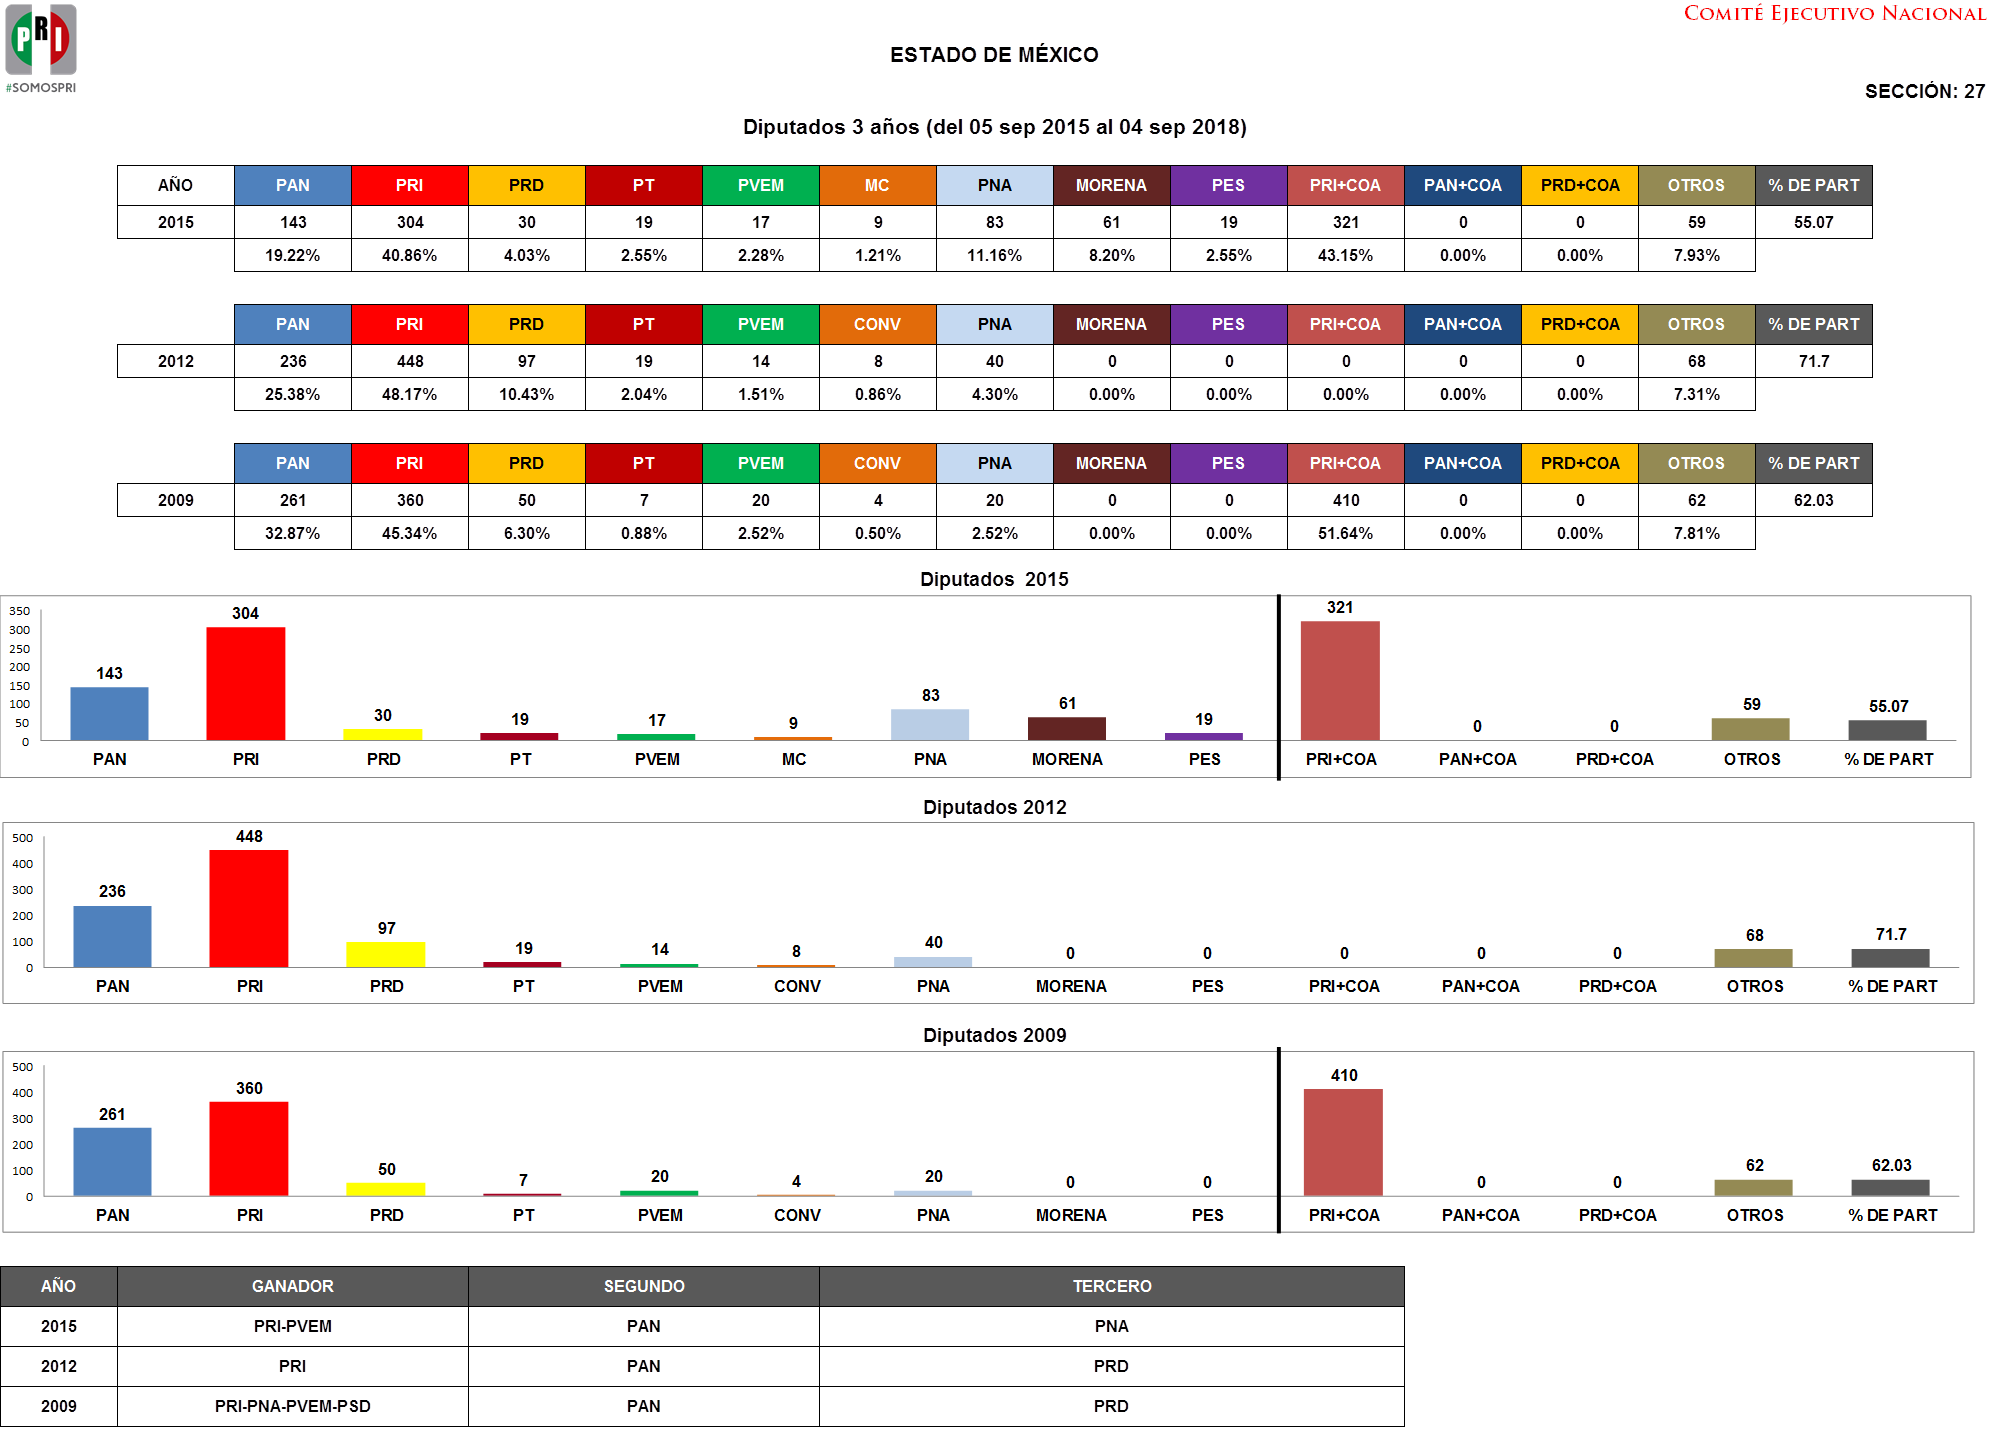 PRI
#SOMOSPRI
COMITÉ EJECUTIVO NACIONAL
ESTADO DE MÉXICO
SECCIÓN: 27
Diputados 3 años (del 05 sep 2015 al 04 sep 2018)
AÑO PAN PRI PRD PT PVEM MC PNA MORENA PES PRI+COA PAN+COA PRD+COA OTROS % DE PART
2015 143 304 30 19 17 9 83 61 19 321 0 0 59 55.07
19.22% 40.86% 4.03% 2.55% 2.28% 1.21% 11.16% 8.20% 2.55% 43.15% 0.00% 0.00% 7.93%
PAN PRI PRD PT PVEM CONV PNA MORENA PES PRI+COA PAN+COA PRD+COA OTROS % DE PART
2012 236 448 97 19 14 8 40 0 0 0 0 0 68 71.7
25.38% 48.17% 10.43% 2.04% 1.51% 0.86% 4.30% 0.00% 0.00% 0.00% 0.00% 0.00% 7.31%
PAN PRI PRD PT PVEM CONV PNA MORENA PES PRI+COA PAN+COA PRD+COA OTROS % DE PART
2009 261 360 50 7 20 4 20 0 0 410 0 0 62 62.03
32.87% 45.34% 6.30% 0.88% 2.52% 0.50% 2.52% 0.00% 0.00% 51.64% 0.00% 0.00% 7.81%
Diputados 2015
350
300
250
200
150
100
50
0
143 304 30 19 17 9 83 61 19 321 0 0 59 55.07
PAN PRI PRD PT PVEM MC PNA MORENA PES PRI+COA PAN+COA PRD+COA OTROS % DE PART
Diputados 2012
500
400
300
200
100
0
236 448 97 19 14 8 40 0 0 0 0 0 68 71.7
PAN PRI PRD PT PVEM CONV PNA MORENA PES PRI+COA PAN+COA PRD+COA OTROS % DE PART
Diputados 2009
500
400
300
200
100
0
261 360 50 7 20 4 20 0 0 410 0 0 62 62.03
PAN PRI PRD PT PVEM CONV PNA MORENA PES PRI+COA PAN+COA PRD+COA OTROS % DE PART
AÑO GANADOR SEGUNDO TERCERO
2015 PRI-PVEM PAN PNA
2012 PRI PAN PRD
2009 PRI-PNA-PVEM-PSD PAN PRD